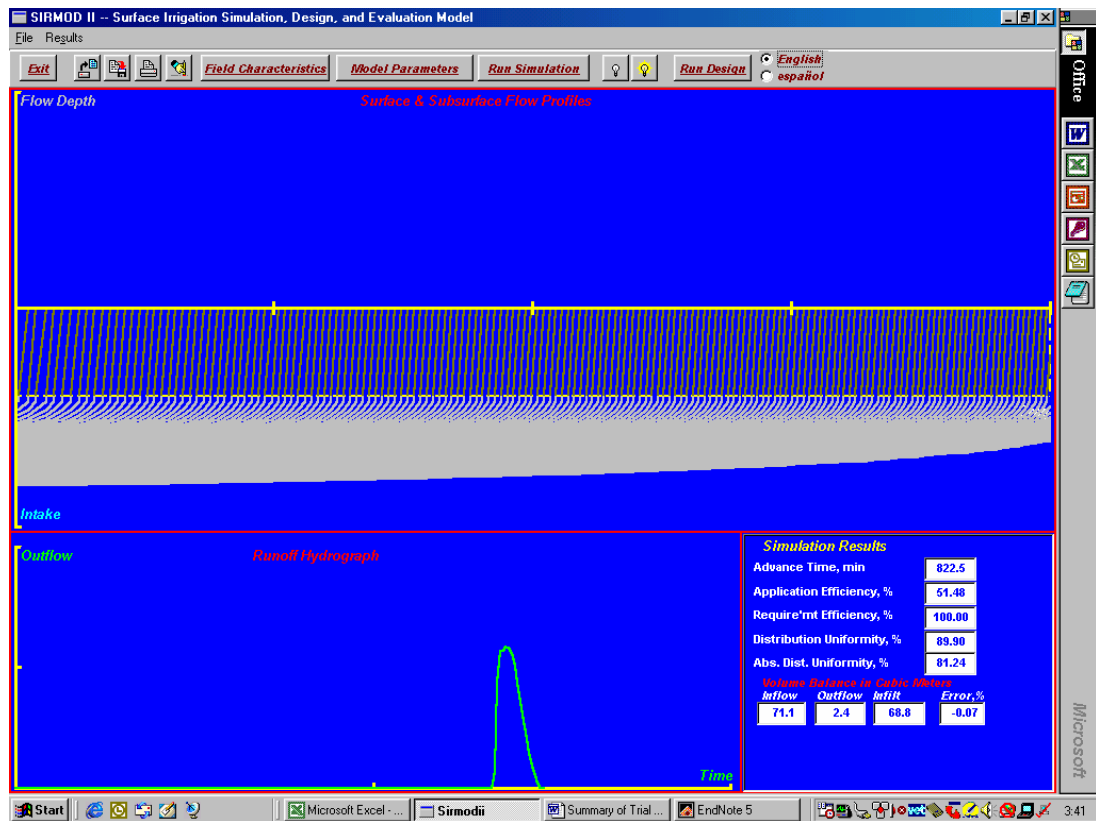 SIRMOD II -- Surface Irrigation Simulation, Design, and Evaluation Model
File Results
Exit Field Characteristics Model Parameters Run Simulation Run Design English
español
Office
Flow Depth Surface & Subsurface Flow Profiles
Intake
Outflow Runoff Hydrograph
Time
Simulation Results
Advance Time, min 822.5
Application Efficiency, % 51.48
Require'mt Efficiency, % 100.00
Distribution Uniformity, % 89.90
Abs. Dist. Uniformity, % 81.24
Volume Balance in Cubic Meters
Inflow Outflow Infilt Error,%
71.1 2.4 68.8 -0.07
Microsoft
Start Microsoft Excel - ... Sirmodii Summary of Trial ... EndNote 5 vet 3:41